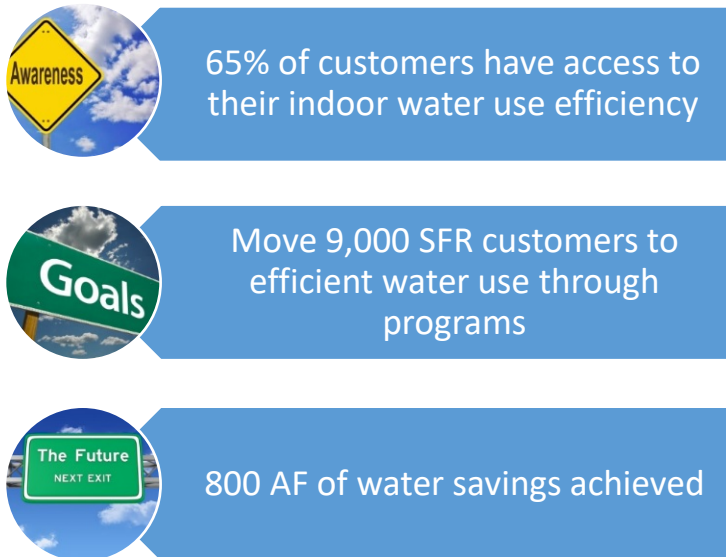 Awareness
65% of customers have access to
their indoor water use efficiency
Goals
Move 9,000 SFR customers to
efficient water use through
programs
The Future
NEXT EXIT
800 AF of water savings achieved